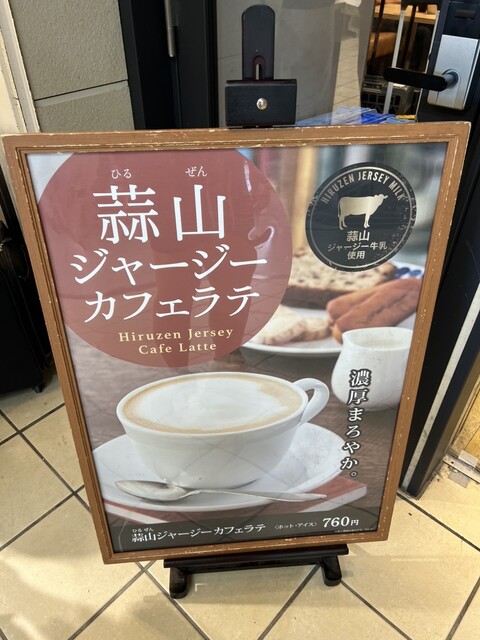 ひる ぜん
蒜山
ジャージー
カフェラテ
Hiruzen Jersey
Cafe Latte
HIRUZEN JERSEY MILK
蒜山
ジャージー牛乳
使用
濃厚まろやか。
ひる ぜん
蒜山ジャージーカフェラテ 〈ホット・アイス〉 760円